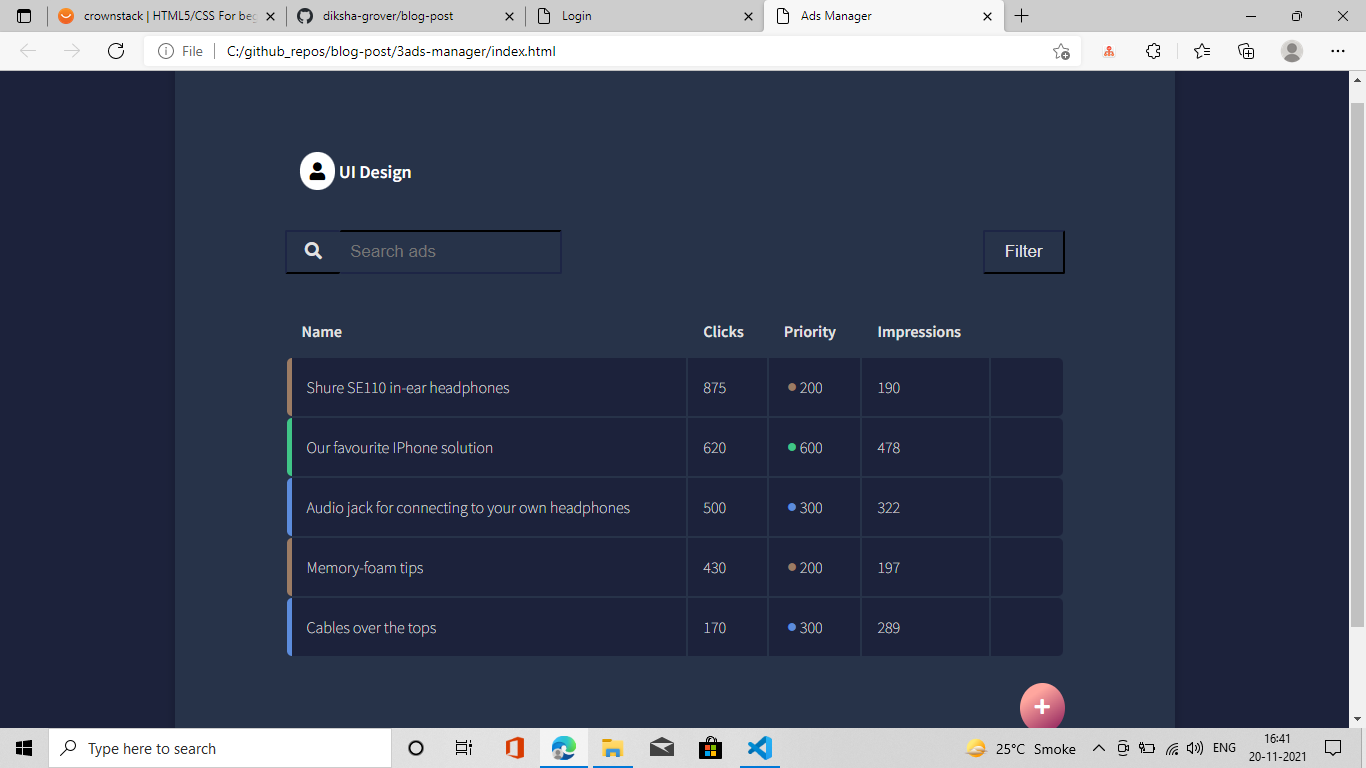 crownstack | HTML5/CSS For beg
diksha-grover/blog-post
Login
Ads Manager
File
C:/github_repos/blog-post/3ads-manager/index.html
UI Design
Search ads
Filter
Name Clicks Priority Impressions
Shure SE110 in-ear headphones 875 200 190
Our favourite IPhone solution 620 600 478
Audio jack for connecting to your own headphones 500 300 322
Memory-foam tips 430 200 197
Cables over the tops 170 300 289
+
Type here to search
25°C Smoke
ENG
16:41
20-11-2021